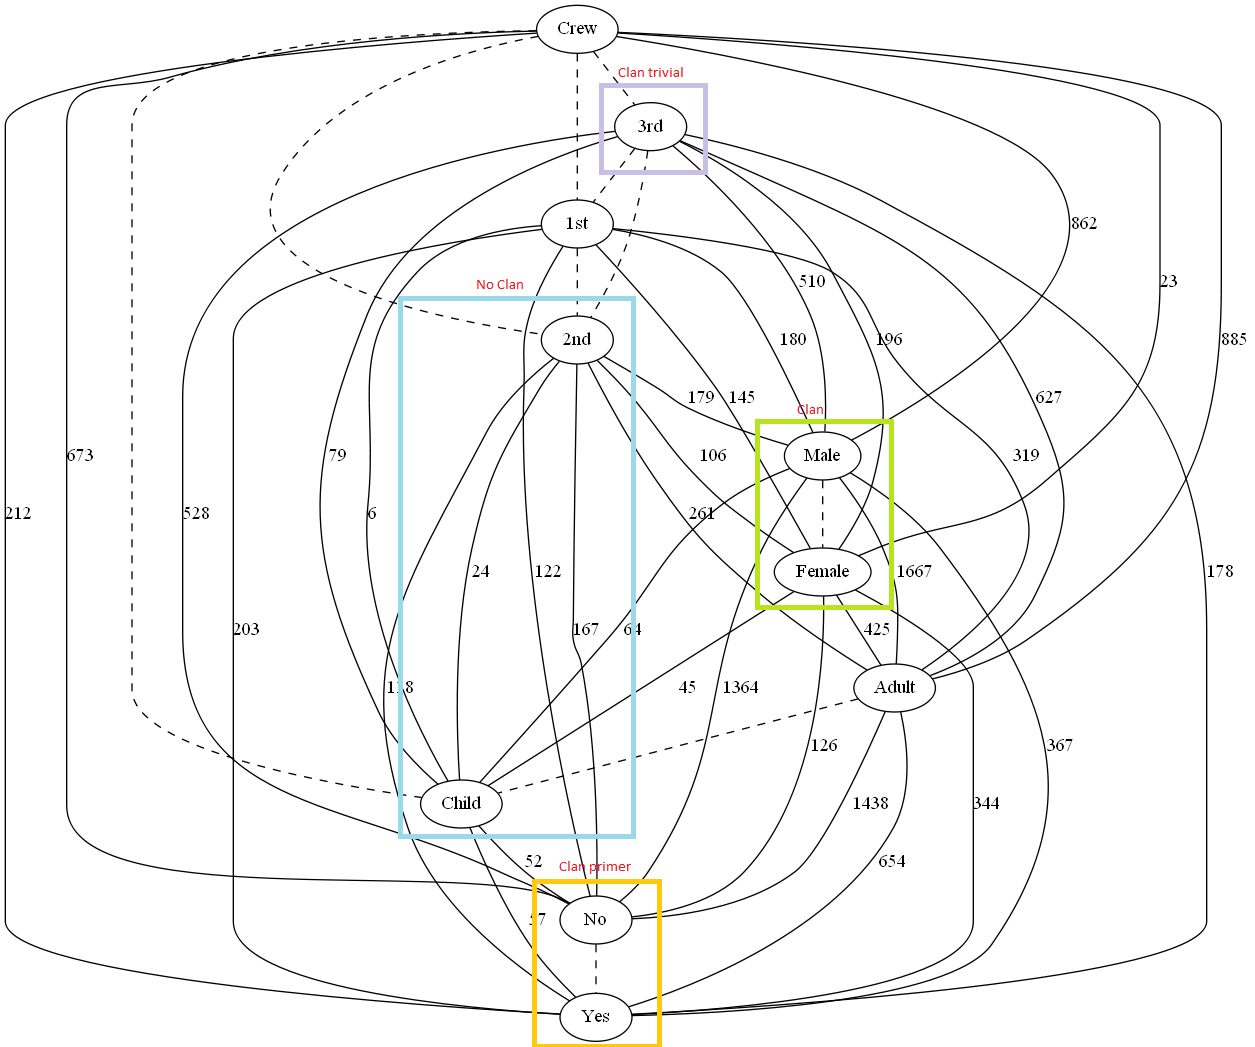 Crew
Clan trivial
3rd
1st
862
No Clan
510
23
2nd
180
196
885
179
145
Clan
627
673
79
Male
106
319
212
528
6
261
24
122
Female
1667
178
203
167
64
425
118
45
1364
Adult
126
367
Child
1438
344
52
654
Clan primer
57
No
Yes